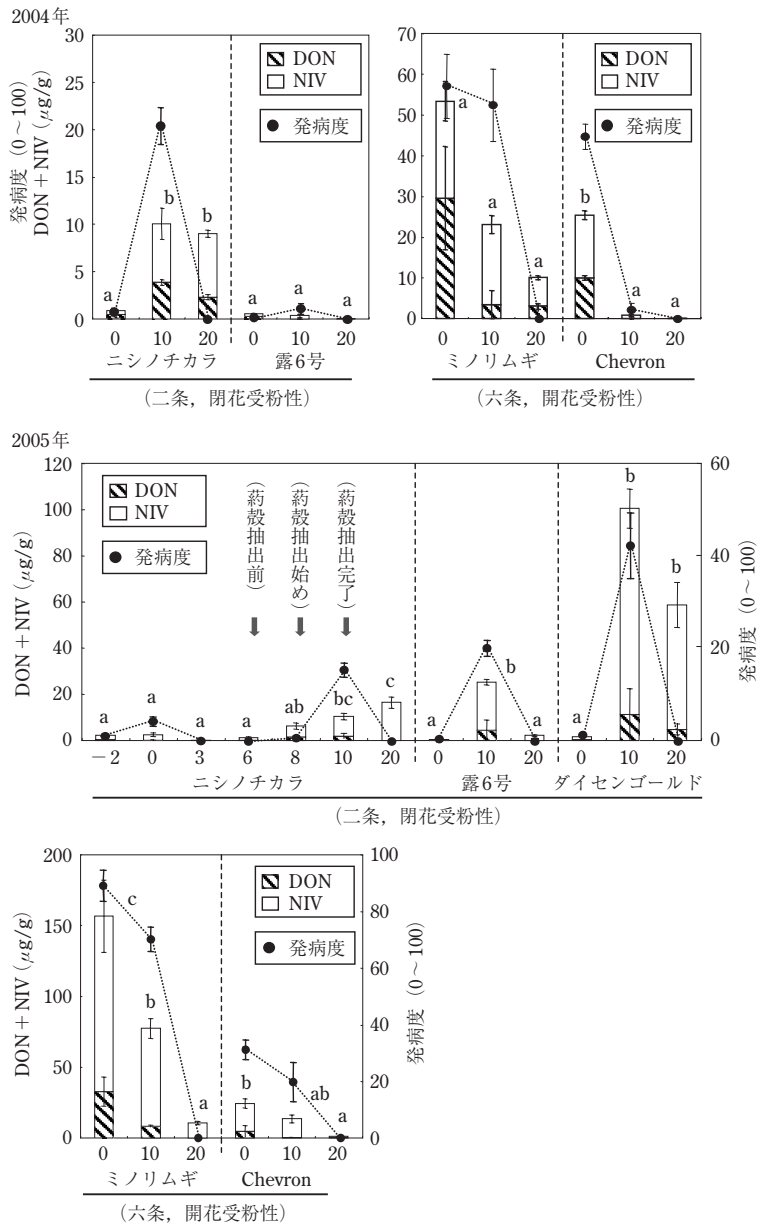 2004年
発病度（0～100）
DON＋NIV（μg/g）
30
25
20
15
10
5
0
DON
NIV
発病度
a b b a a a
0 10 20 0 10 20
ニシノチカラ 露6号
（二条，閉花受粉性）
70
60
50
40
30
20
10
0
DON
NIV
発病度
a a a b a a
0 10 20 0 10 20
ミノリムギ Chevron
（六条，開花受粉性）
2005年
DON＋NIV（μg/g）
120
100
80
60
40
20
0
DON
NIV
発病度
（葯殻抽出前）
（葯殻抽出始め）
（葯殻抽出完了）
a a a a ab bc c a b a a b b
60
40
20
0
発病度（0～100）
－2 0 3 6 8 10 20 0 10 20 0 10 20
ニシノチカラ 露6号 ダイセンゴールド
（二条，閉花受粉性）
DON＋NIV（μg/g）
200
150
100
50
0
DON
NIV
発病度
c b a b ab a
100
80
60
40
20
0
発病度（0～100）
0 10 20 0 10 20
ミノリムギ Chevron
（六条，開花受粉性）